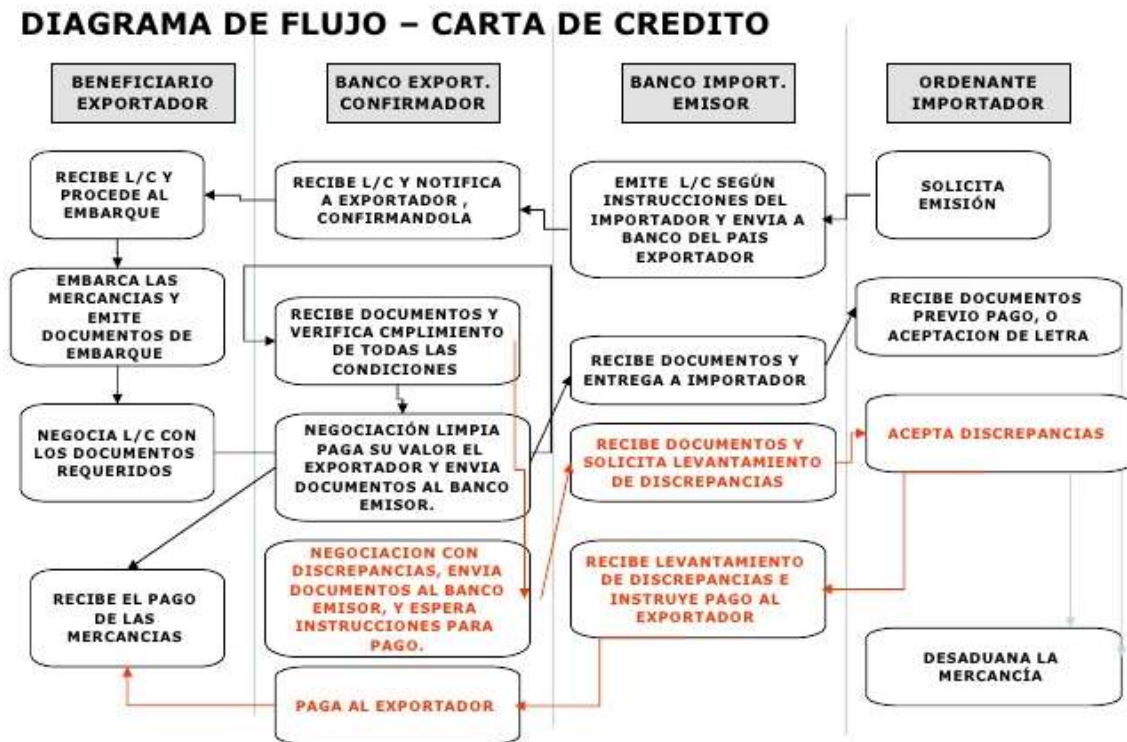 DIAGRAMA DE FLUJO – CARTA DE CREDITO
BENEFICIARIO
EXPORTADOR
BANCO EXPORT.
CONFIRMADOR
BANCO IMPORT.
EMISOR
ORDENANTE
IMPORTADOR
RECIBE L/C Y
PROCEDE AL
EMBARQUE
RECIBE L/C Y NOTIFICA
A EXPORTADOR ,
CONFIRMANDOLA
EMITE L/C SEGÚN
INSTRUCCIONES DEL
IMPORTADOR Y ENVIA A
BANCO DEL PAIS
EXPORTADOR
SOLICITA
EMISIÓN
EMBARCA LAS
MERCANCIAS Y
EMITE
DOCUMENTOS DE
EMBARQUE
RECIBE DOCUMENTOS Y
VERIFICA CMPLIMIENTO
DE TODAS LAS
CONDICIONES
RECIBE DOCUMENTOS Y
ENTREGA A IMPORTADOR
RECIBE DOCUMENTOS
PREVIO PAGO, O
ACEPTACION DE LETRA
NEGOCIA L/C CON
LOS DOCUMENTOS
REQUERIDOS
NEGOCIACIÓN LIMPIA
PAGA SU VALOR EL
EXPORTADOR Y ENVIA
DOCUMENTOS AL BANCO
EMISOR.
RECIBE DOCUMENTOS Y
SOLICITA LEVANTAMIENTO
DE DISCREPANCIAS
ACEPTA DISCREPANCIAS
RECIBE EL PAGO
DE LAS
MERCANCIAS
NEGOCIACION CON
DISCREPANCIAS, ENVIA
DOCUMENTOS AL BANCO
EMISOR, Y ESPERA
INSTRUCCIONES PARA
PAGO.
RECIBE LEVANTAMIENTO
DE DISCREPANCIAS E
INSTRUYE PAGO AL
EXPORTADOR
DESADUANA LA
MERCANCÍA
PAGA AL EXPORTADOR